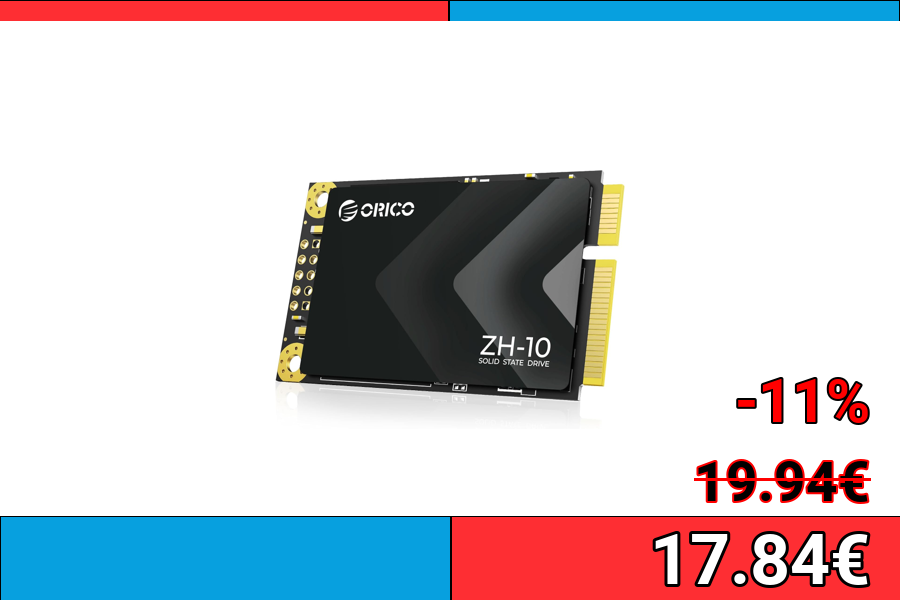 ORICO
ZH-10
SOLID STATE DRIVE
-11%
19.94€
17.84€